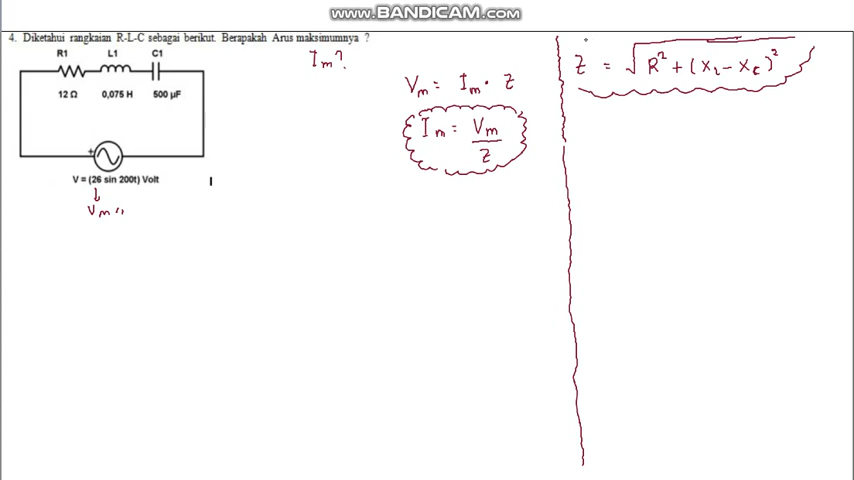 www.BANDICAM.com
4. Diketahui rangkaian R-L-C sebagai berikut. Berapakah Arus maksimumnya ?
R1 L1 C1
12 Ω 0,075 H 500 µF
V = (26 sin 200t) Volt
Vm "
Im?
Vm = Im · Z
Im = Vm / Z
Z = √R² + (XL - XC)²